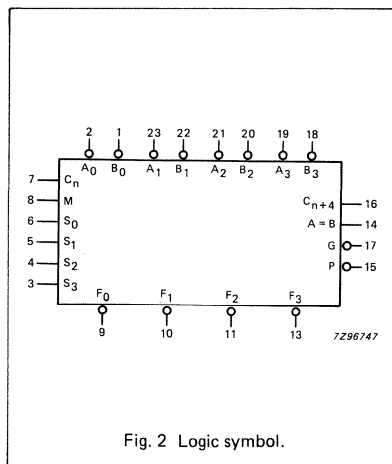 2 1 23 22 21 20 19 18
A0 B0 A1 B1 A2 B2 A3 B3
7 Cn
8 M
6 S0
5 S1
4 S2
3 S3
Cn+4 16
A = B 14
G 17
P 15
F0 F1 F2 F3
9 10 11 13
7Z96747
Fig. 2 Logic symbol.